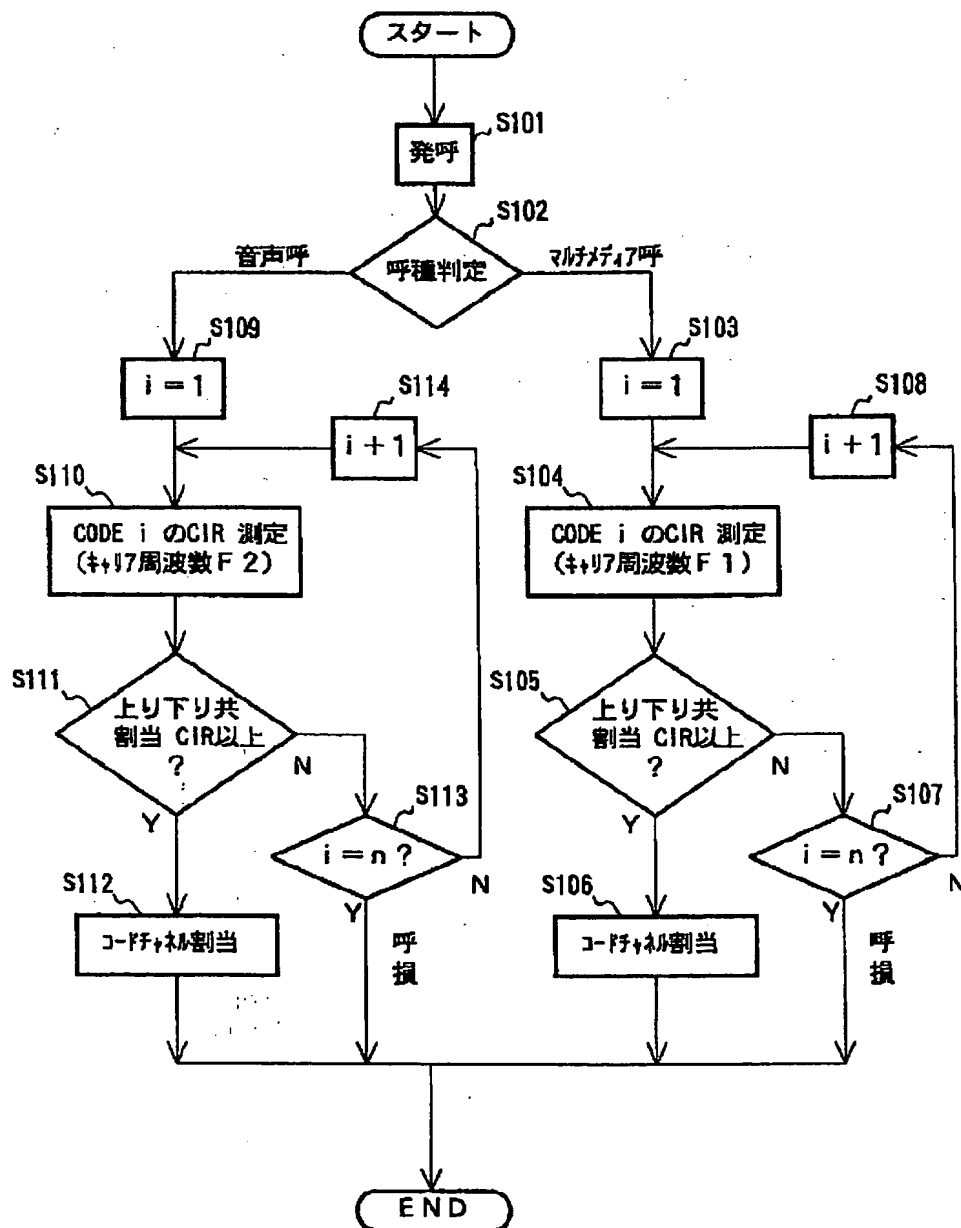 スタート
S101
発呼
S102
呼種判定
音声呼
マルチメディア呼
S109
i = 1
S114
i + 1
S110
CODE i のCIR 測定
(キャリア周波数F 2)
S111
上り下り共
割当 CIR以上
?
N
Y
S113
i = n ?
N
Y
呼
損
S112
コードチャネル割当
S103
i = 1
S108
i + 1
S104
CODE i のCIR 測定
(キャリア周波数F 1)
S105
上り下り共
割当 CIR以上
?
N
Y
S107
i = n ?
N
Y
呼
損
S106
コードチャネル割当
END